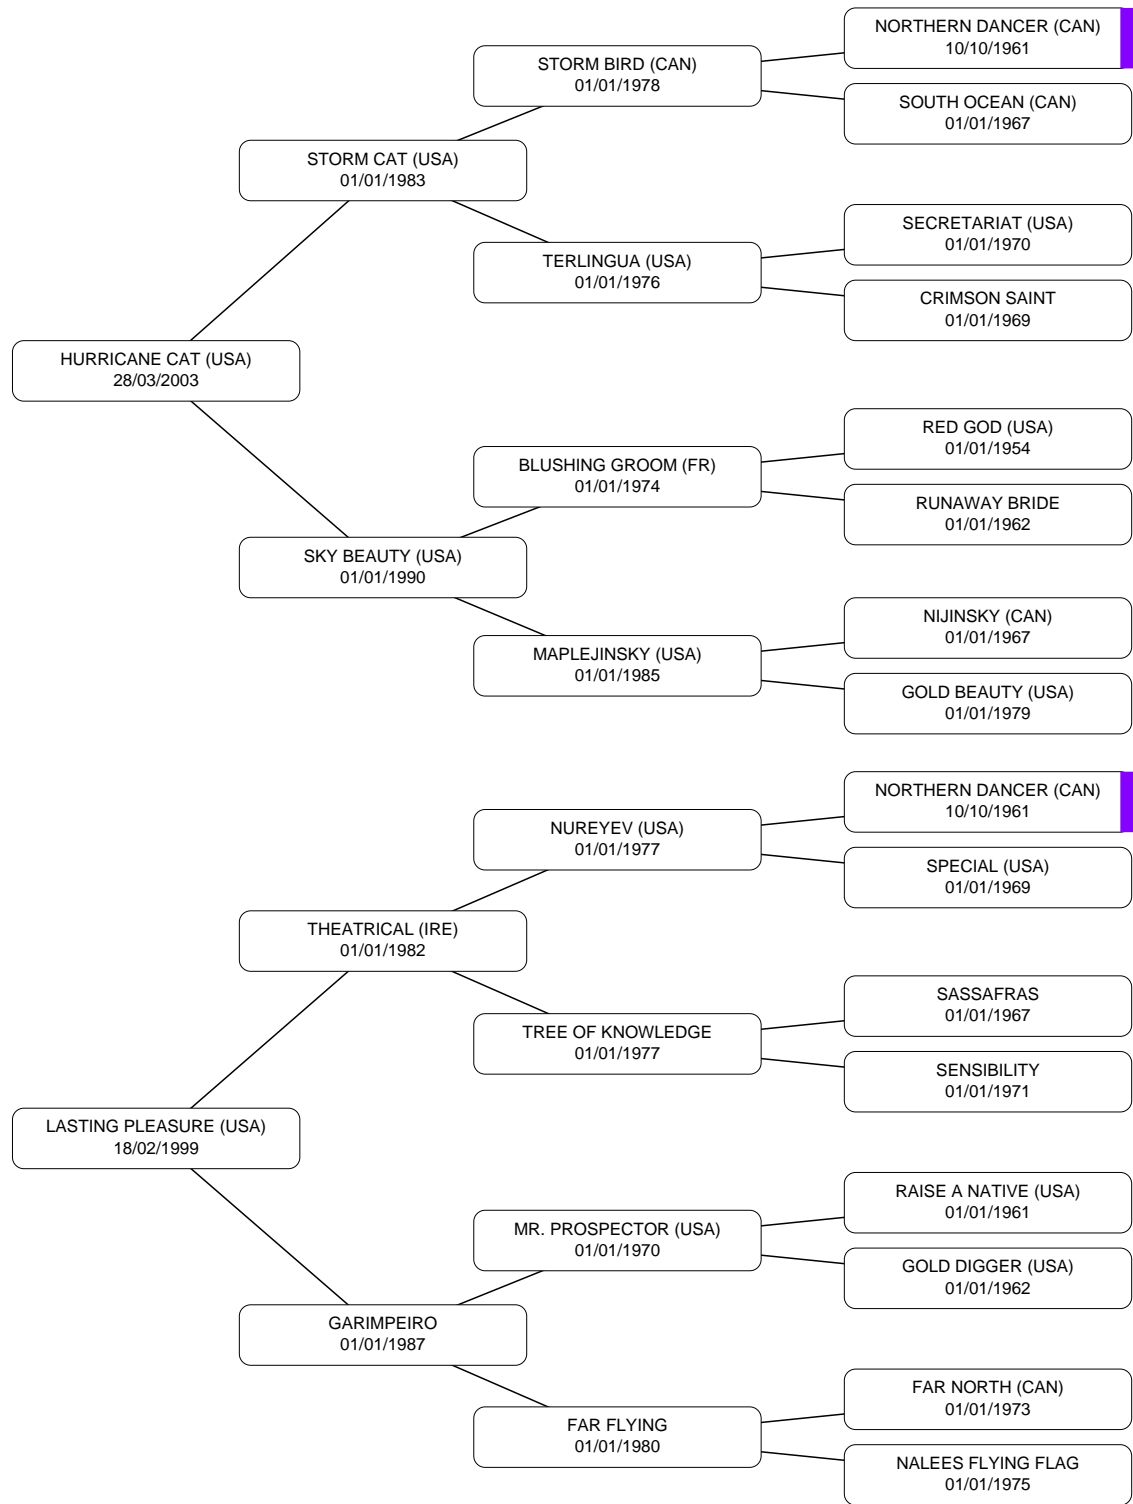 NORTHERN DANCER (CAN)
10/10/1961
STORM BIRD (CAN)
01/01/1978
SOUTH OCEAN (CAN)
01/01/1967
STORM CAT (USA)
01/01/1983
SECRETARIAT (USA)
01/01/1970
TERLINGUA (USA)
01/01/1976
CRIMSON SAINT
01/01/1969
HURRICANE CAT (USA)
28/03/2003
RED GOD (USA)
01/01/1954
BLUSHING GROOM (FR)
01/01/1974
RUNAWAY BRIDE
01/01/1962
SKY BEAUTY (USA)
01/01/1990
NIJINSKY (CAN)
01/01/1967
MAPLEJINSKY (USA)
01/01/1985
GOLD BEAUTY (USA)
01/01/1979
NORTHERN DANCER (CAN)
10/10/1961
NUREYEV (USA)
01/01/1977
SPECIAL (USA)
01/01/1969
THEATRICAL (IRE)
01/01/1982
SASSAFRAS
01/01/1967
TREE OF KNOWLEDGE
01/01/1977
SENSIBILITY
01/01/1971
LASTING PLEASURE (USA)
18/02/1999
RAISE A NATIVE (USA)
01/01/1961
MR. PROSPECTOR (USA)
01/01/1970
GOLD DIGGER (USA)
01/01/1962
GARIMPEIRO
01/01/1987
FAR NORTH (CAN)
01/01/1973
FAR FLYING
01/01/1980
NALEES FLYING FLAG
01/01/1975